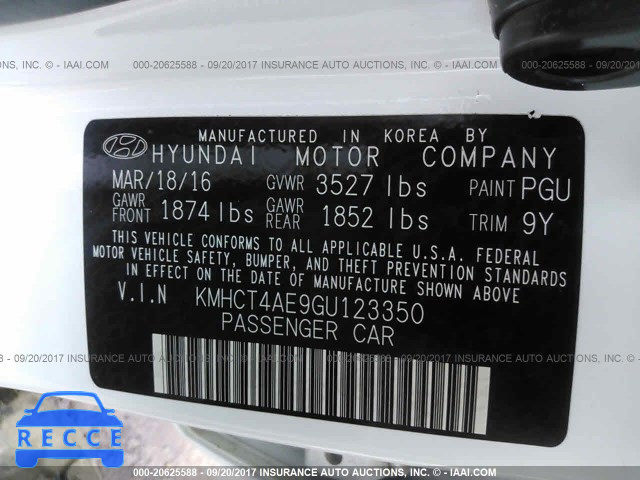 000-20625588 - 09/20/2017 INSURANCE AUTO AUCTIONS, INC. © - IAAI.COM
MANUFACTURED IN KOREA BY
HYUNDAI MOTOR COMPANY
MAR/18/16 GVWR 3527 lbs PAINT PGU
GAWR FRONT 1874 lbs GAWR REAR 1852 lbs TRIM 9Y
THIS VEHICLE CONFORMS TO ALL APPLICABLE U.S.A. FEDERAL
MOTOR VEHICLE SAFETY, BUMPER, AND THEFT PREVENTION STANDARDS
IN EFFECT ON THE DATE OF MANUFACTURE SHOWN ABOVE.
V.I.N KMHCT4AE9GU123350
PASSENGER CAR
000-20625588 - 09/20/2017 INSURANCE AUTO AUCTIONS, INC. © - IAAI.COM
RECCE
000-20625588 - 09/20/2017 INSURANCE AUTO AUCTIONS, INC. © - IAAI.COM